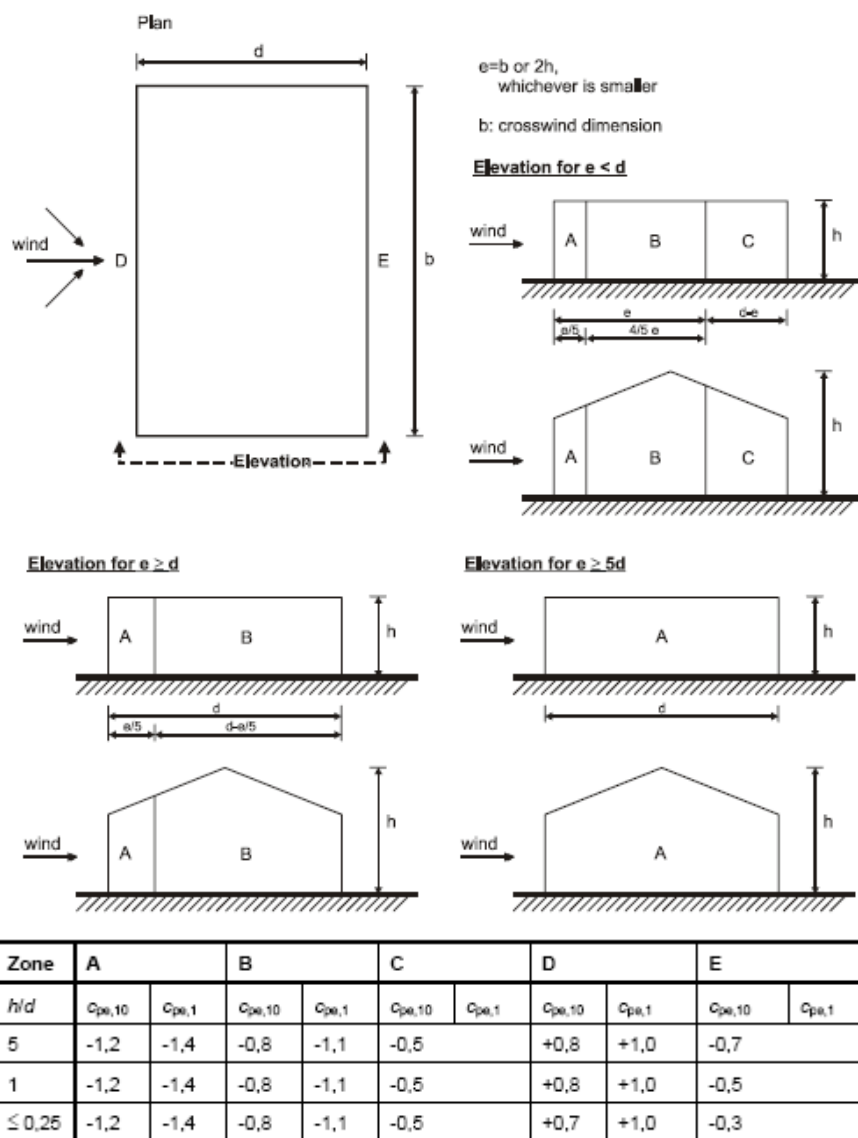 Plan
d
wind
D
E
b
Elevation
e=b or 2h,
whichever is smaller
b: crosswind dimension
Elevation for e < d
wind
A
B
C
h
e
d-e
e/5
4/5 e
wind
A
B
C
h
Elevation for e ≥ d
wind
A
B
h
d
e/5
d-e/5
wind
A
B
h
Elevation for e ≥ 5d
wind
A
h
d
wind
A
h
Zone A B C D E
h/d cpe,10 cpe,1 cpe,10 cpe,1 cpe,10 cpe,1 cpe,10 cpe,1 cpe,10 cpe,1
5 -1,2 -1,4 -0,8 -1,1 -0,5 +0,8 +1,0 -0,7
1 -1,2 -1,4 -0,8 -1,1 -0,5 +0,8 +1,0 -0,5
≤ 0,25 -1,2 -1,4 -0,8 -1,1 -0,5 +0,7 +1,0 -0,3